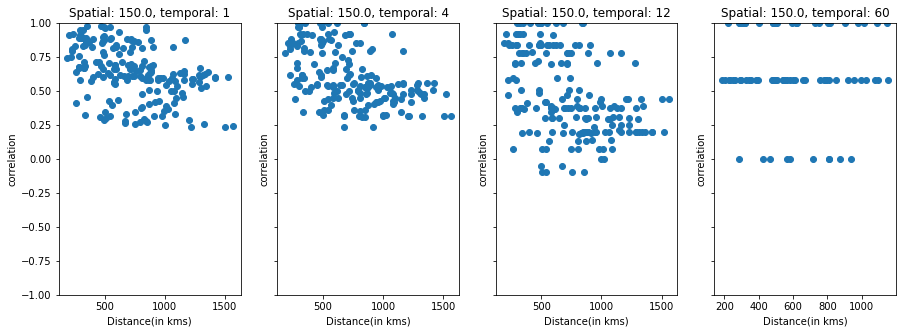 Spatial: 150.0, temporal: 1
Spatial: 150.0, temporal: 4
Spatial: 150.0, temporal: 12
Spatial: 150.0, temporal: 60
1.00
0.75
0.50
0.25
0.00
−0.25
−0.50
−0.75
−1.00
correlation
correlation
correlation
correlation
500 1000 1500
500 1000 1500
500 1000 1500
200 400 600 800 1000
Distance(in kms)
Distance(in kms)
Distance(in kms)
Distance(in kms)